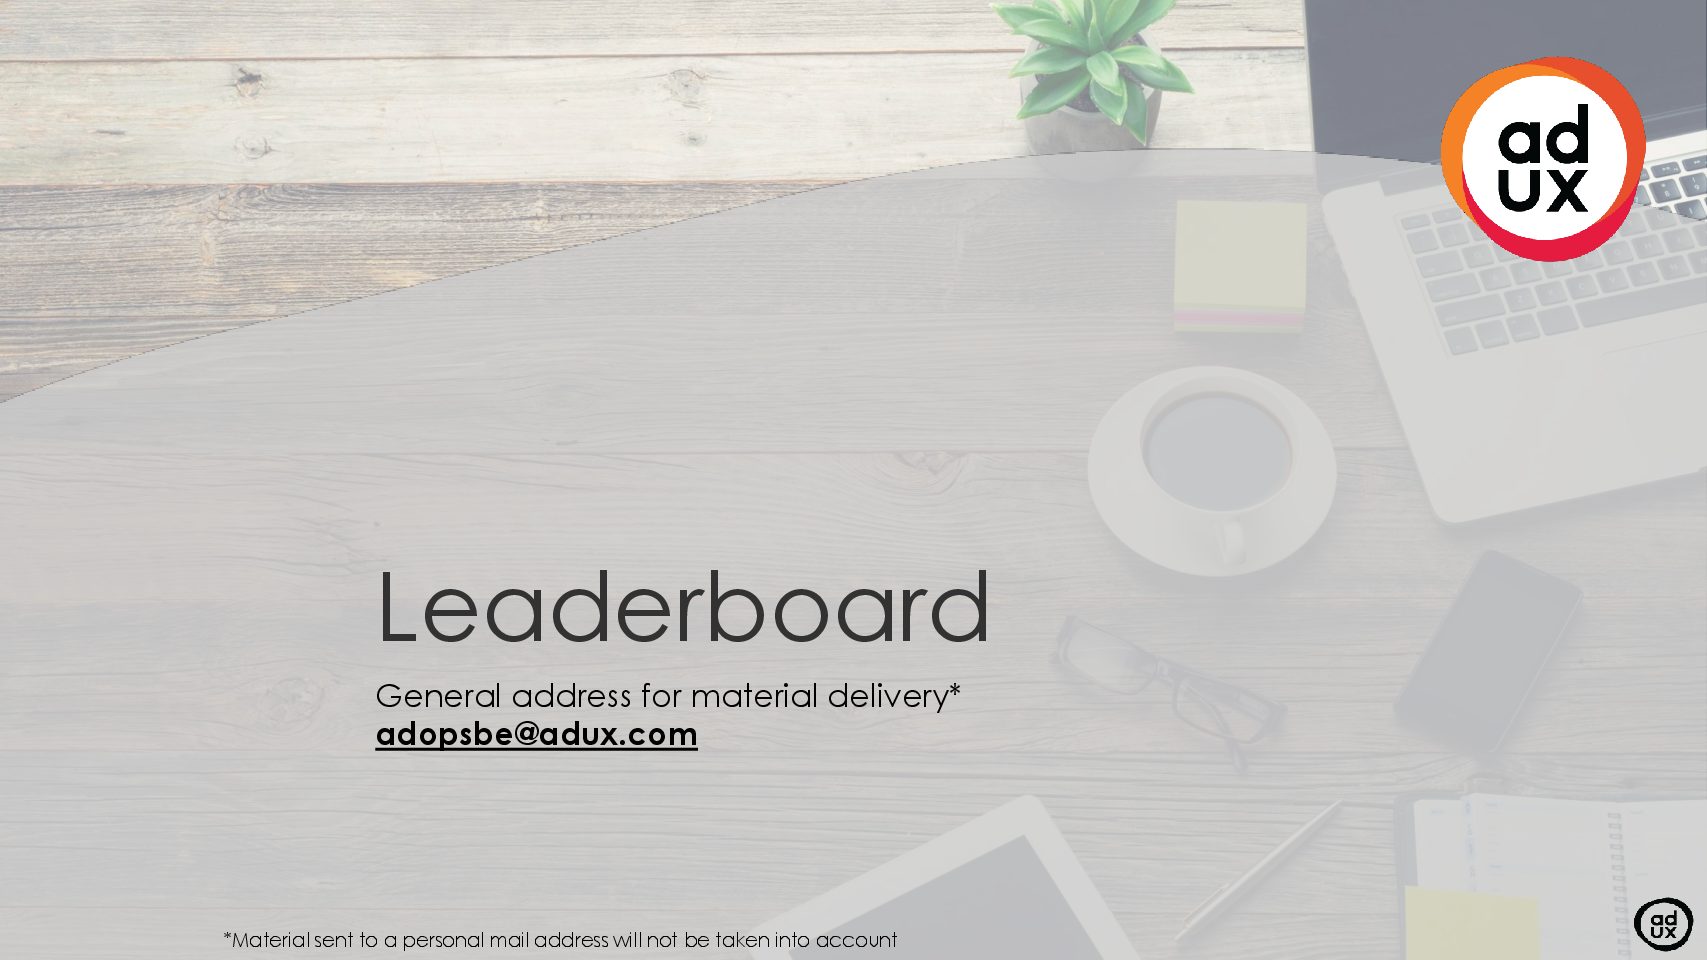 ad
ux
Leaderboard
General address for material delivery*
adopsbe@adux.com
*Material sent to a personal mail address will not be taken into account
ad
ux